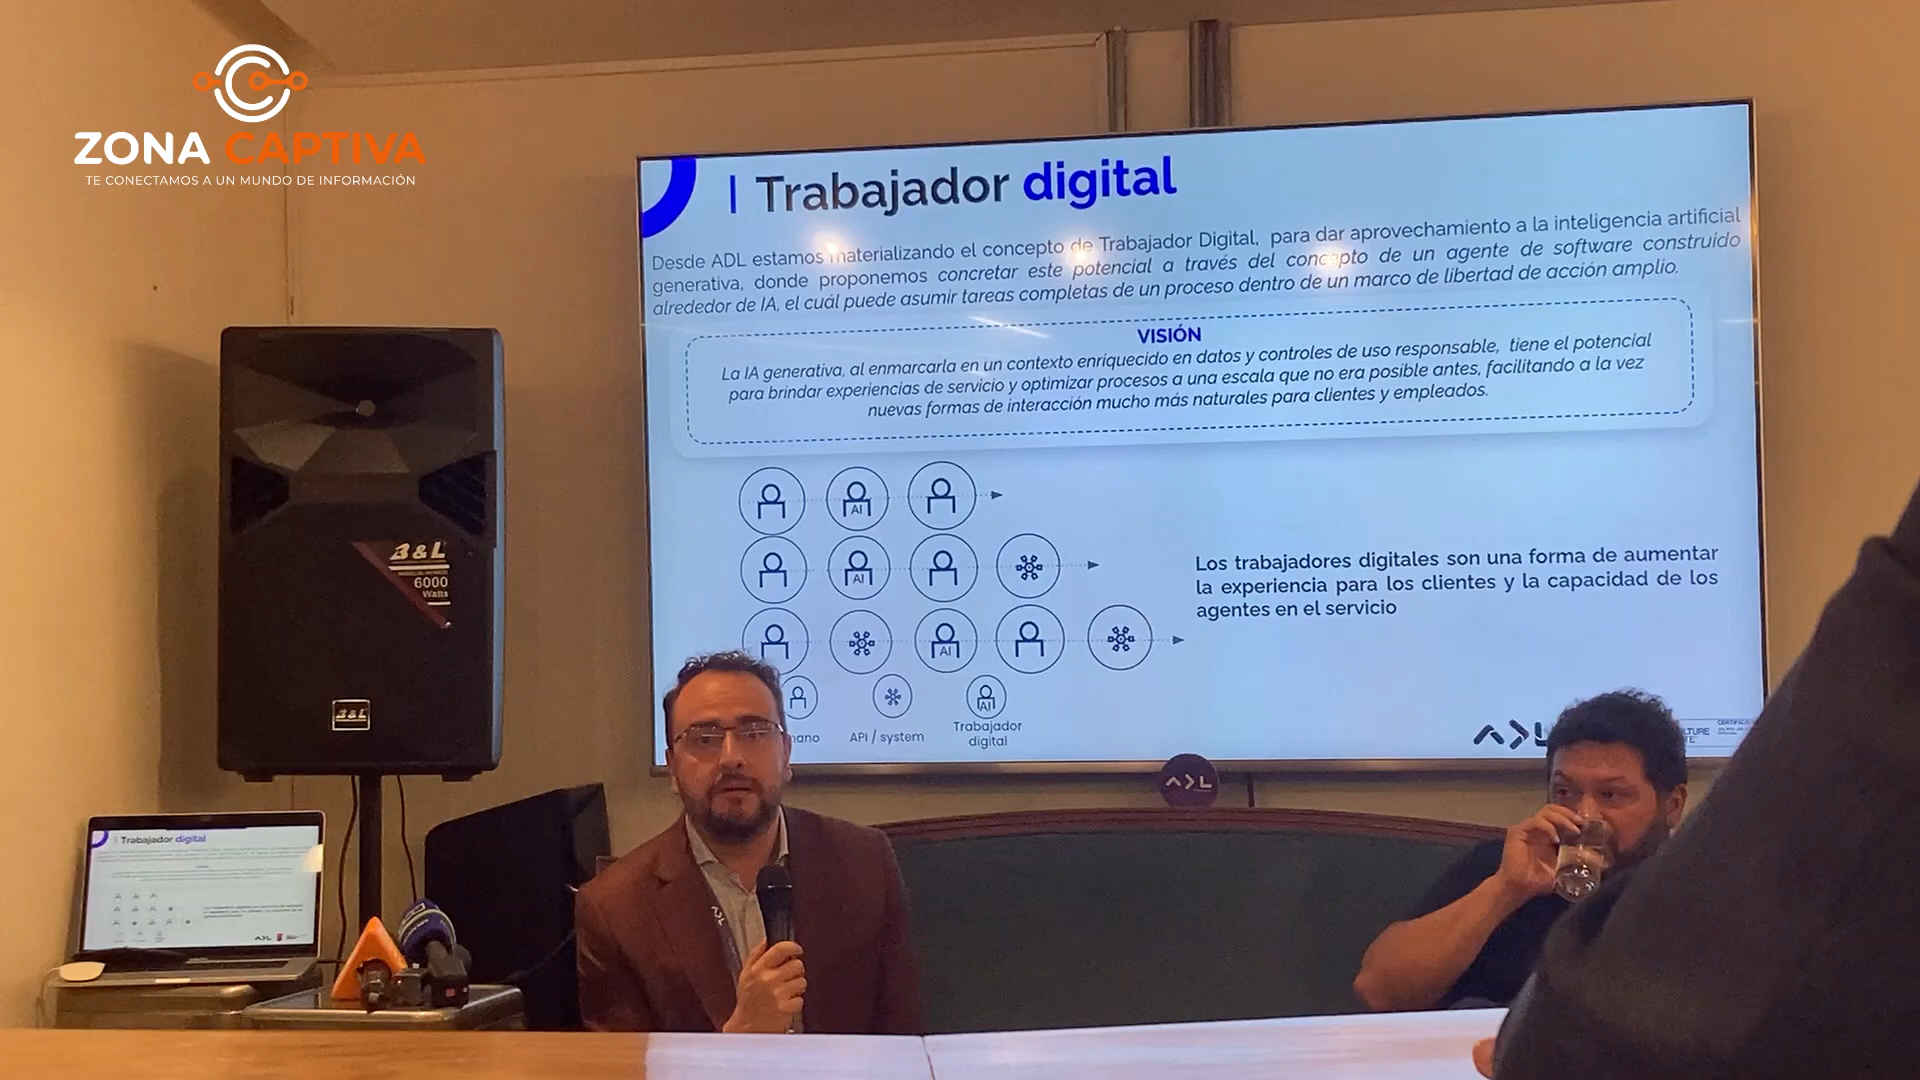 ZONA CAPTIVA
TE CONECTAMOS A UN MUNDO DE INFORMACIÓN
| Trabajador digital
Desde ADL estamos materializando el concepto de Trabajador Digital, para dar aprovechamiento a la inteligencia artificial
generativa, donde proponemos concretar este potencial a través del concepto de un agente de software construido
alrededor de IA, el cual puede asumir tareas completas de un proceso dentro de un marco de libertad de acción amplio.
VISIÓN
La IA generativa, al enmarcarla en un contexto enriquecido en datos y controles de uso responsable, tiene el potencial
para brindar experiencias de servicio y optimizar procesos a una escala que no era posible antes, facilitando a la vez
nuevas formas de interacción mucho más naturales para clientes y empleados.
AI
AI
AI
Los trabajadores digitales son una forma de aumentar
la experiencia para los clientes y la capacidad de los
agentes en el servicio
AI
mano
API / system
Trabajador
digital
B&L
6000
Watts
B&L
Trabajador digital